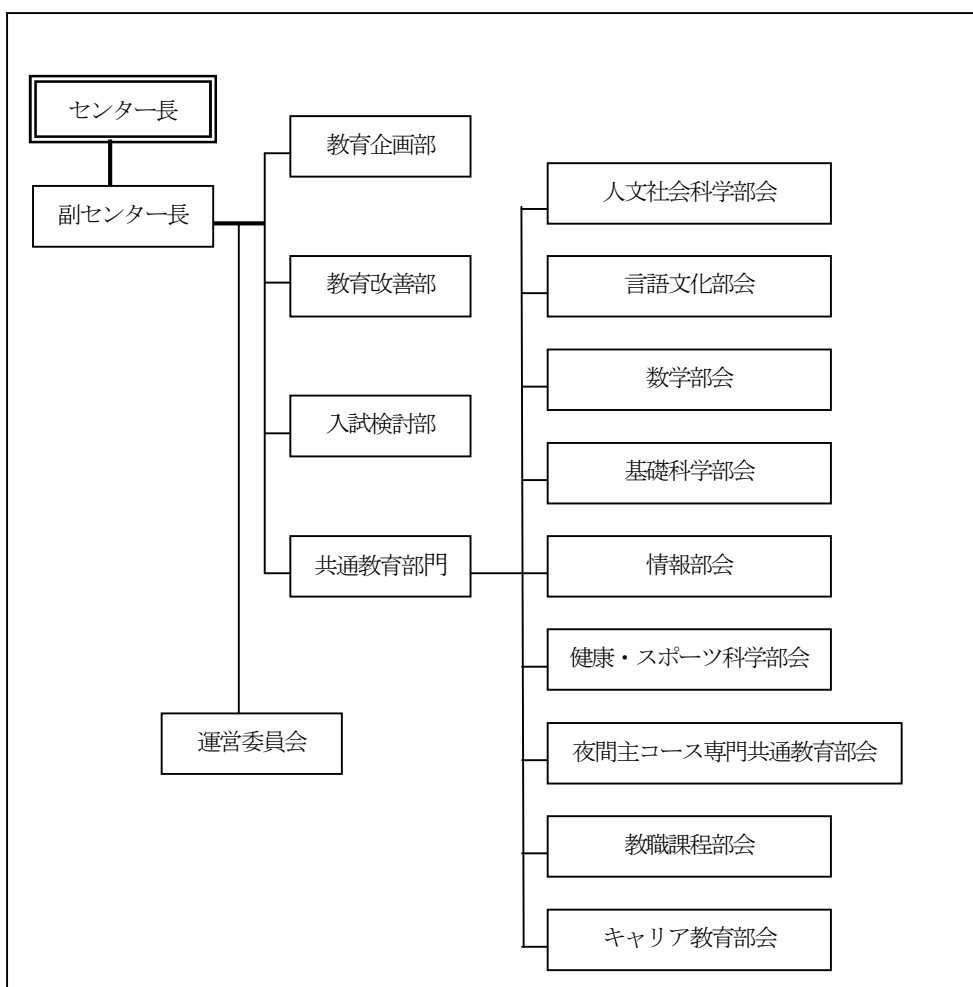 センター長
副センター長
教育企画部
教育改善部
入試検討部
共通教育部門
運営委員会
人文社会科学部会
言語文化部会
数学部会
基礎科学部会
情報部会
健康・スポーツ科学部会
夜間主コース専門共通教育部会
教職課程部会
キャリア教育部会